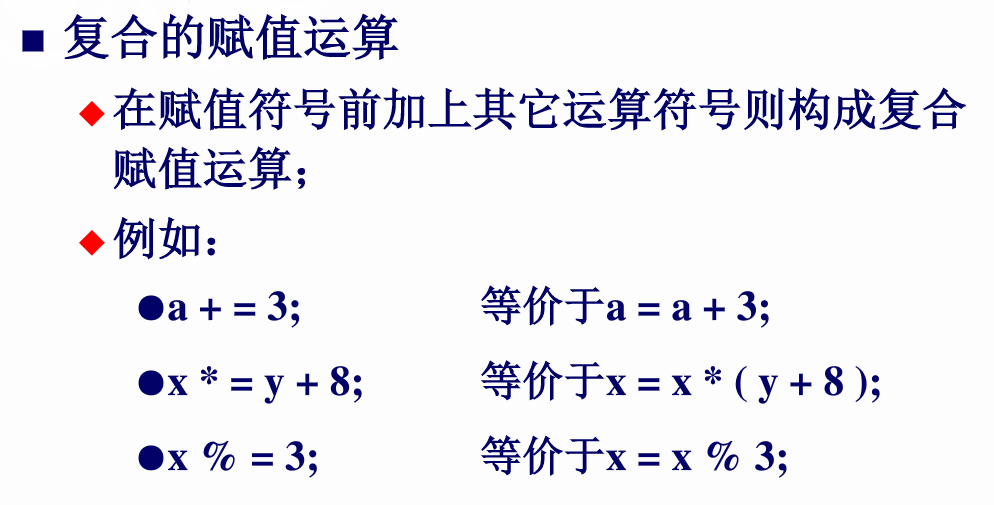 ■ 复合的赋值运算
◆在赋值符号前加上其它运算符号则构成复合
赋值运算；
◆例如：
●a + = 3; 等价于a = a + 3;
●x * = y + 8; 等价于x = x * ( y + 8 );
●x % = 3; 等价于x = x % 3;